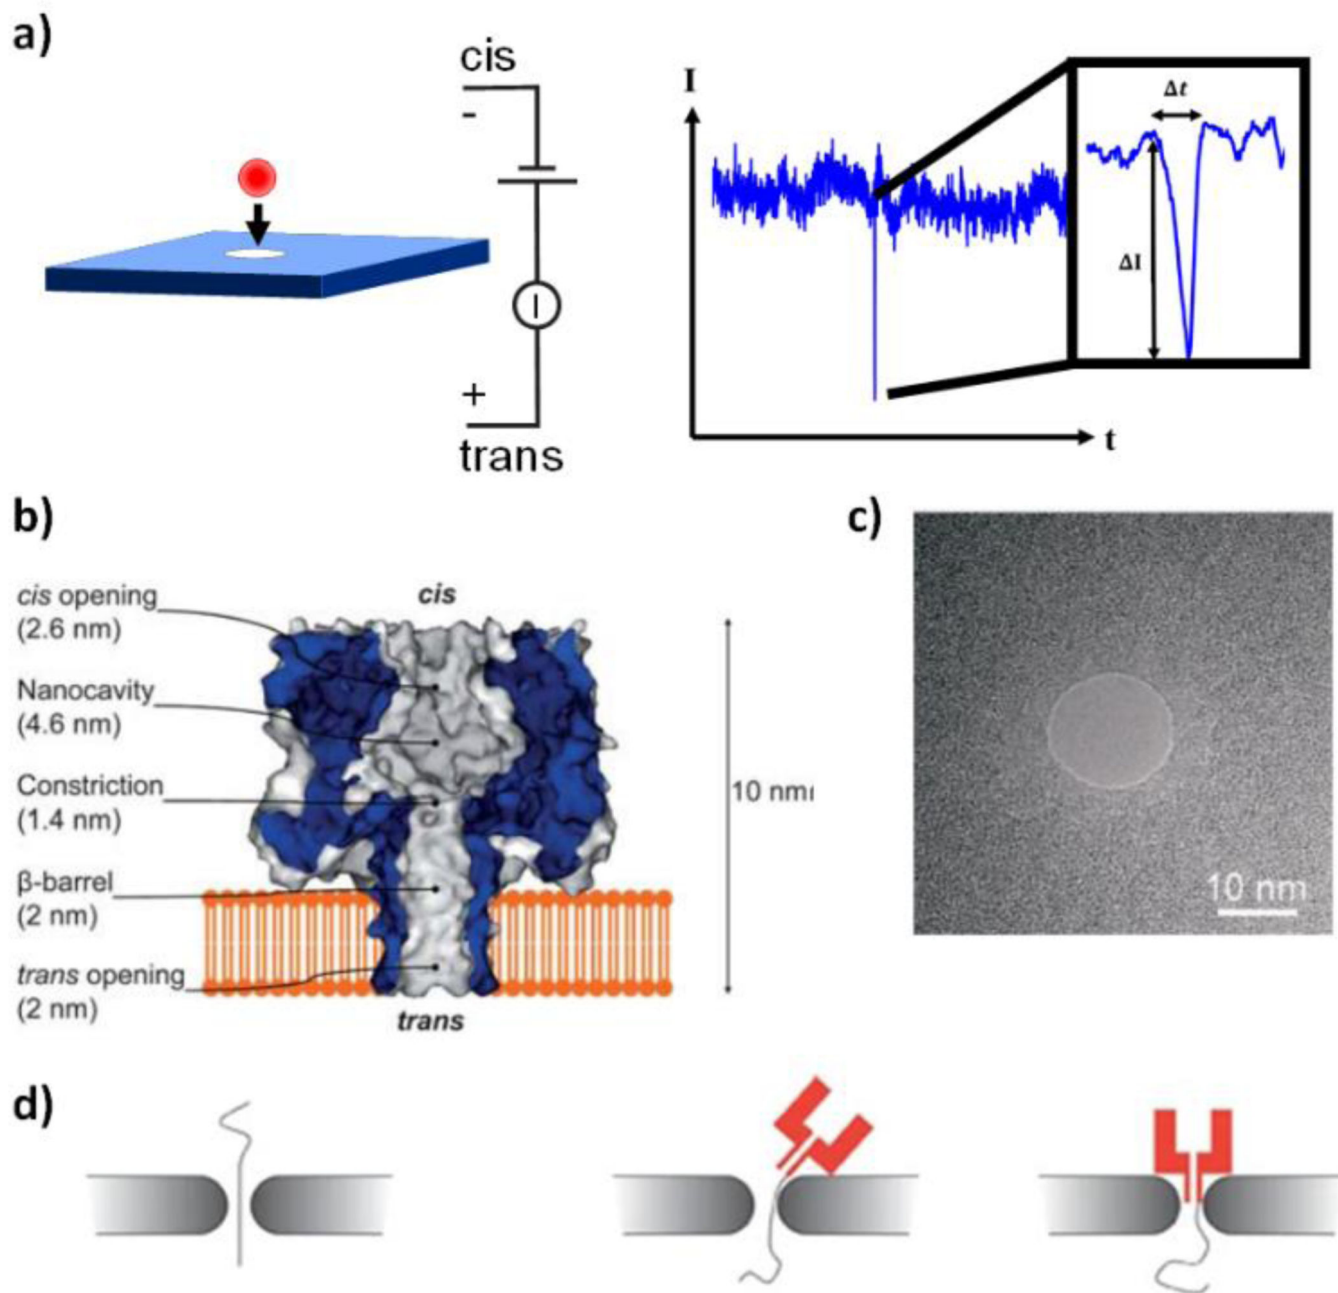 a)
cis
-
I
+
trans
I
t
Δt
ΔI
b)
cis opening
(2.6 nm)
Nanocavity
(4.6 nm)
Constriction
(1.4 nm)
β-barrel
(2 nm)
trans opening
(2 nm)
cis
10 nm
trans
c)
10 nm
d)